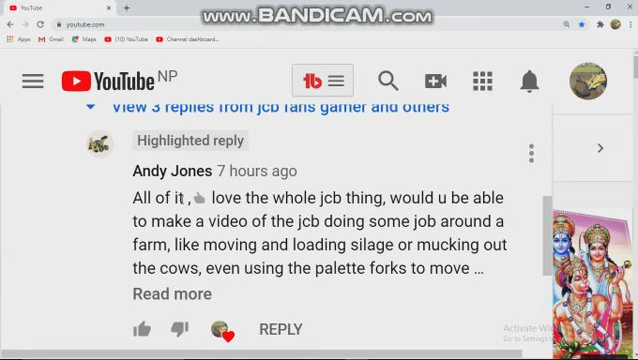 www.BANDICAM.com
YouTube
youtube.com
Apps Gmail Maps (10) YouTube Channel dashboard...
YouTube NP
View 3 replies from jcb fans gamer and others
Highlighted reply
Andy Jones 7 hours ago
All of it , love the whole jcb thing, would u be able
to make a video of the jcb doing some job around a
farm, like moving and loading silage or mucking out
the cows, even using the palette forks to move ...
Read more
REPLY
Activate Win
Go to Settings